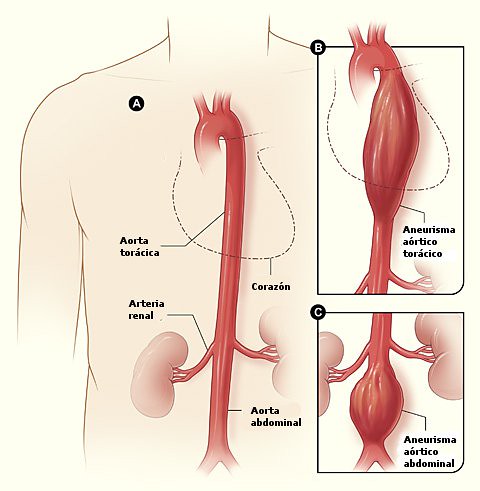 A
Aorta
torácica
Corazón
Arteria
renal
Aorta
abdominal
B
Aneurisma
aórtico
torácico
C
Aneurisma
aórtico
abdominal